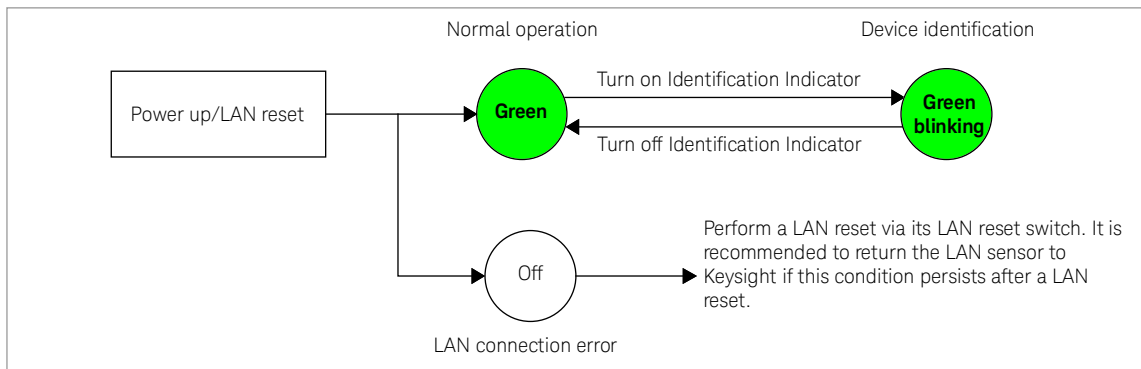 Normal operation
Device identification
Power up/LAN reset
Green
Turn on Identification Indicator
Turn off Identification Indicator
Green
blinking
Off
LAN connection error
Perform a LAN reset via its LAN reset switch. It is
recommended to return the LAN sensor to
Keysight if this condition persists after a LAN
reset.